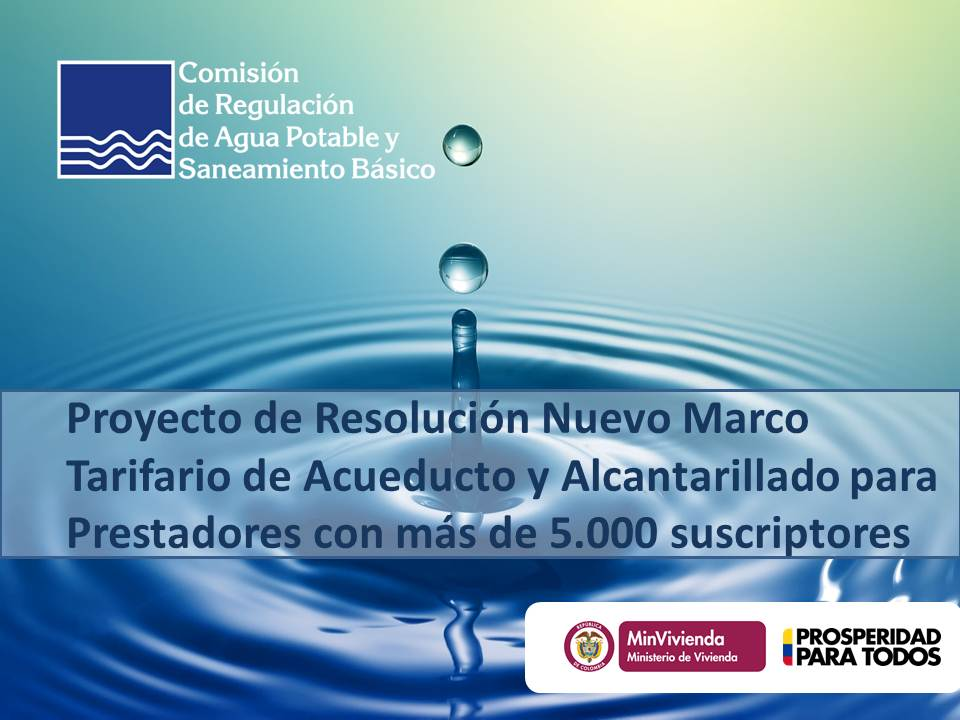 Comisión
de Regulación
de Agua Potable y
Saneamiento Básico
Proyecto de Resolución Nuevo Marco
Tarifario de Acueducto y Alcantarillado para
Prestadores con más de 5.000 suscriptores
REPÚBLICA
DE COLOMBIA
MinVivienda
Ministerio de Vivienda
PROSPERIDAD
PARA TODOS